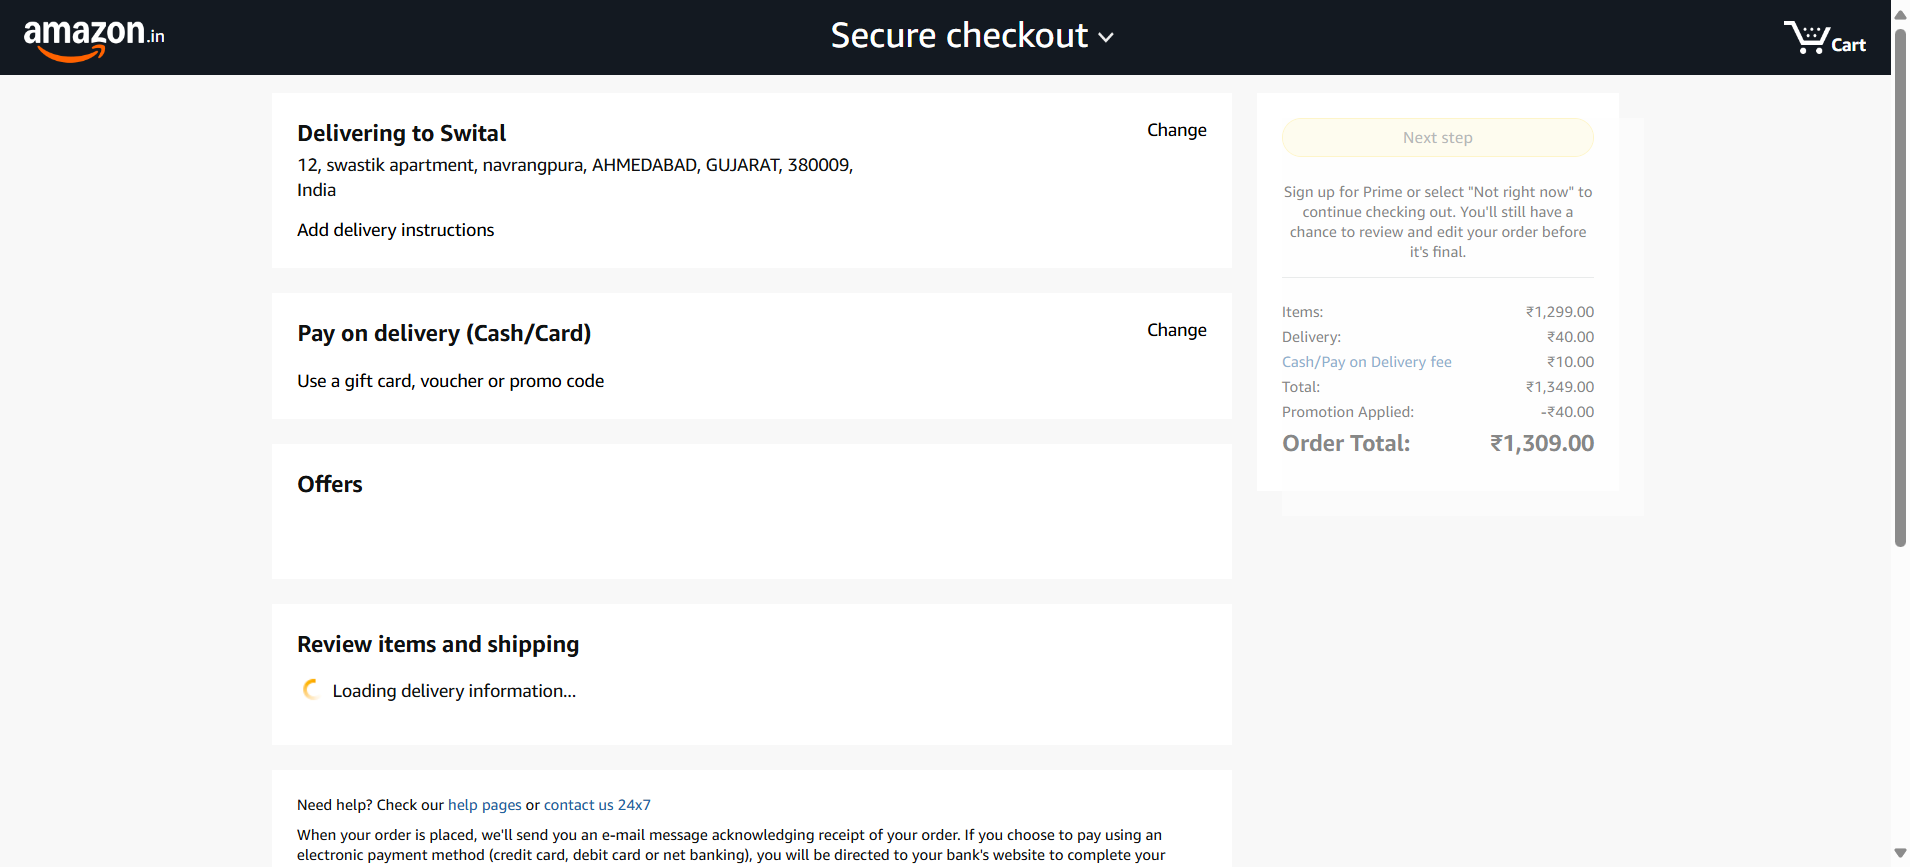 amazon.in
Secure checkout
Cart
Delivering to Swital
Change
12, swastik apartment, navrangpura, AHMEDABAD, GUJARAT, 380009,
India
Add delivery instructions
Pay on delivery (Cash/Card)
Change
Use a gift card, voucher or promo code
Offers
Review items and shipping
Loading delivery information...
Need help? Check our help pages or contact us 24x7
When your order is placed, we'll send you an e-mail message acknowledging receipt of your order. If you choose to pay using an
electronic payment method (credit card, debit card or net banking), you will be directed to your bank's website to complete your
Next step
Sign up for Prime or select "Not right now" to
continue checking out. You'll still have a
chance to review and edit your order before
it's final.
Items: ₹1,299.00
Delivery: ₹40.00
Cash/Pay on Delivery fee ₹10.00
Total: ₹1,349.00
Promotion Applied: -₹40.00
Order Total: ₹1,309.00